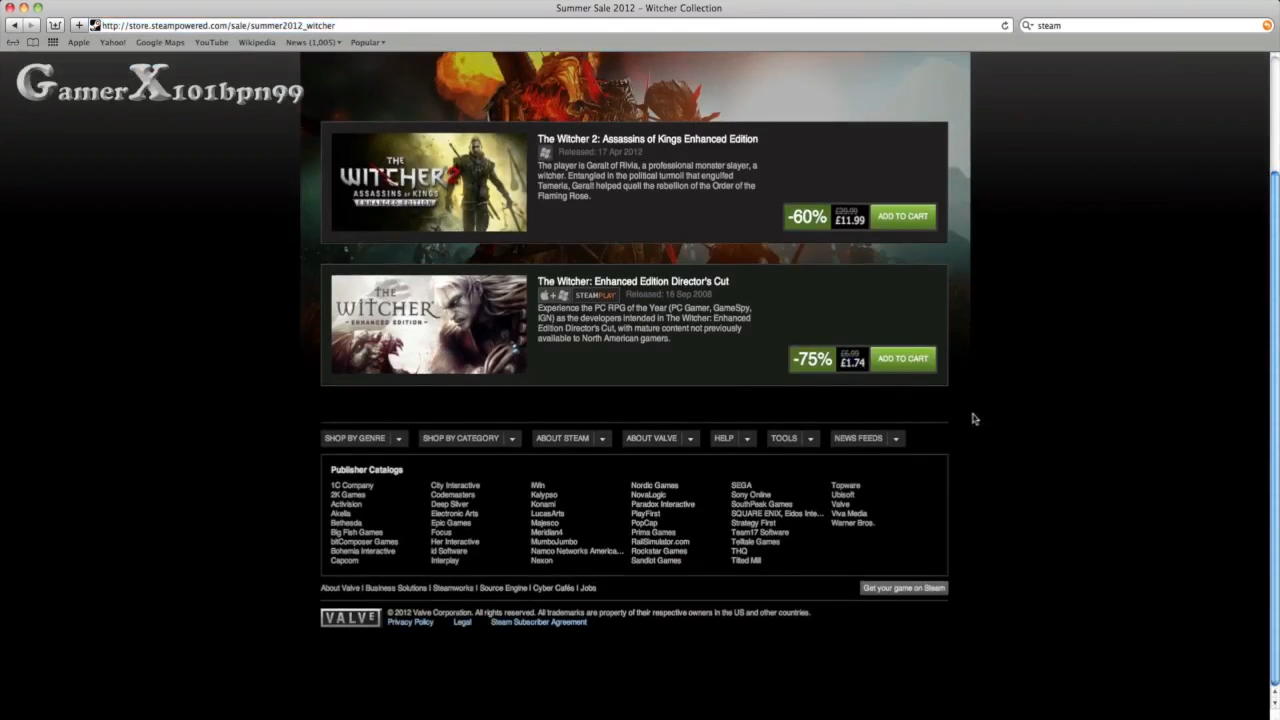 Summer Sale 2012 – Witcher Collection
http://store.steampowered.com/sale/summer2012_witcher
steam
Apple Yahoo! Google Maps YouTube Wikipedia News (1,005) Popular
GamerX101bpn99
THE WITCHER 2
ASSASSINS OF KINGS
ENHANCED EDITION
The Witcher 2: Assassins of Kings Enhanced Edition
Released: 17 Apr 2012
The player is Geralt of Rivia, a professional monster slayer, a
witcher. Entangled in the political turmoil that engulfed
Temeria, Geralt helped quell the rebellion of the Order of the
Flaming Rose.
-60% £29.99 £11.99 ADD TO CART
THE WITCHER
ENHANCED EDITION
The Witcher: Enhanced Edition Director's Cut
+ STEAMPLAY Released: 16 Sep 2008
Experience the PC RPG of the Year (PC Gamer, GameSpy,
IGN) as the developers intended in The Witcher: Enhanced
Edition Director's Cut, with mature content not previously
available to North American gamers.
-75% £6.99 £1.74 ADD TO CART
SHOP BY GENRE SHOP BY CATEGORY ABOUT STEAM ABOUT VALVE HELP TOOLS NEWS FEEDS
Publisher Catalogs
1C Company City Interactive iWin Nordic Games SEGA Topware
2K Games Codemasters Kalypso NovaLogic Sony Online Ubisoft
Activision Deep Silver Konami Paradox Interactive SouthPeak Games Valve
Akella Electronic Arts LucasArts PlayFirst SQUARE ENIX, Eidos Inte... Viva Media
Bethesda Epic Games Majesco PopCap Strategy First Warner Bros.
Big Fish Games Focus Meridian4 Prima Games Team17 Software
bitComposer Games Her Interactive MumboJumbo RailSimulator.com Telltale Games
Bohemia Interactive id Software Namco Networks America... Rockstar Games THQ
Capcom Interplay Nexon Sandlot Games Tilted Mill
About Valve | Business Solutions | Steamworks | Source Engine | Cyber Cafés | Jobs
Get your game on Steam
VALVE © 2012 Valve Corporation. All rights reserved. All trademarks are property of their respective owners in the US and other countries.
Privacy Policy Legal Steam Subscriber Agreement